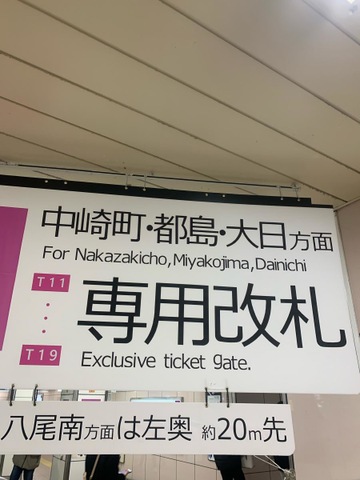 中崎町・都島・大日方面
For Nakazakicho, Miyakojima, Dainichi
T11
専用改札
T19
Exclusive ticket gate.
八尾南方面は左奥 約20m先